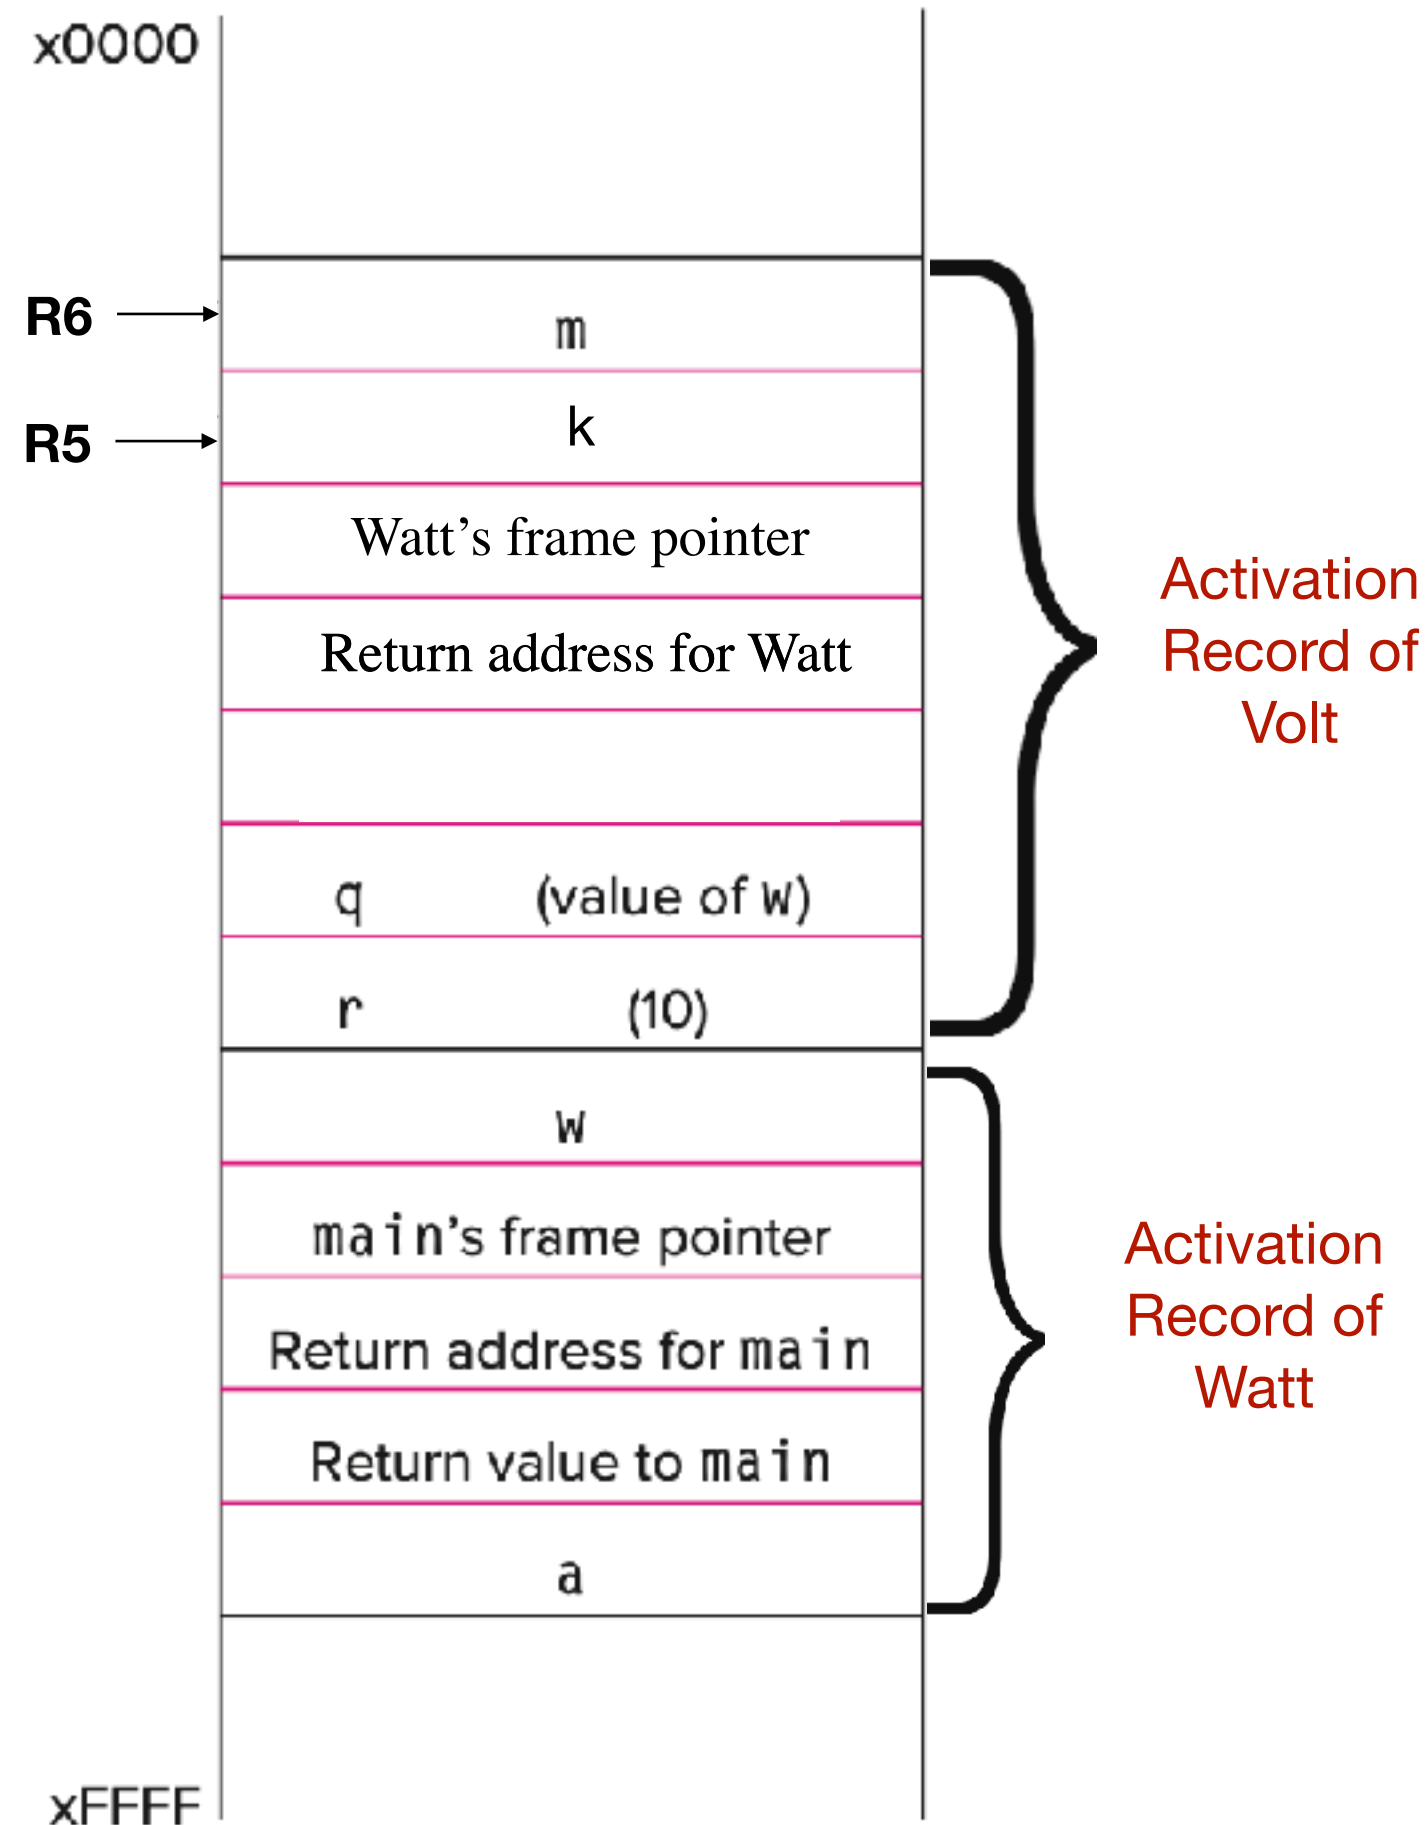 x0000
R6
m
R5
k
Watt’s frame pointer
Return address for Watt
Activation
Record of
Volt
q (value of w)
r (10)
w
main’s frame pointer
Return address for main
Return value to main
a
Activation
Record of
Watt
xFFFF